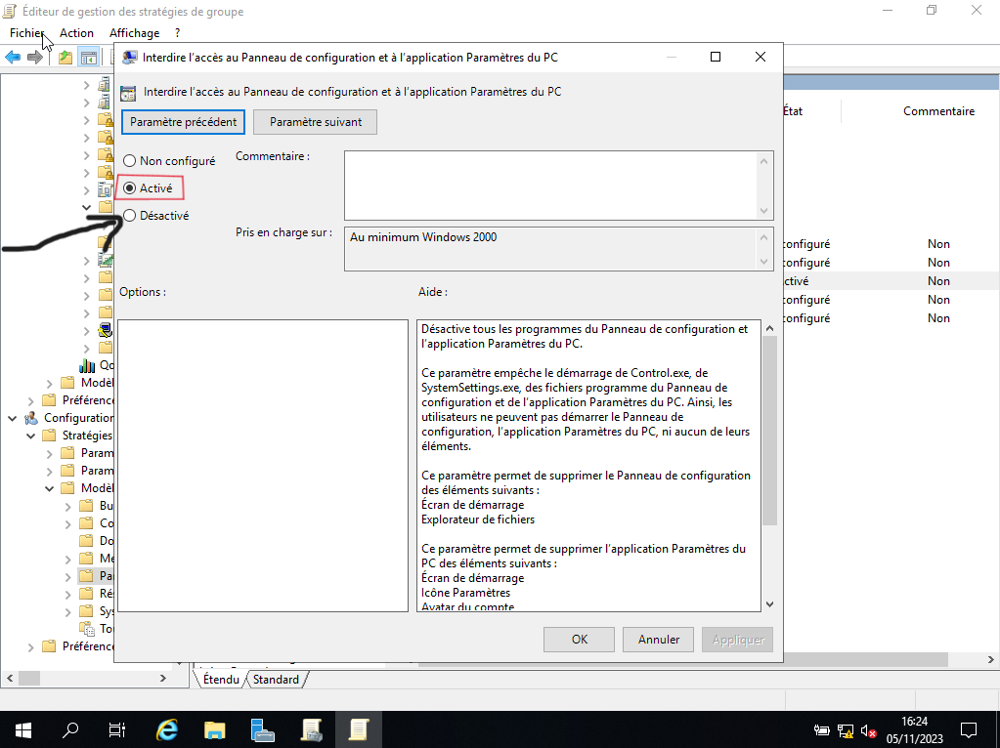 Éditeur de gestion des stratégies de groupe
Fichier Action Affichage ?
Interdire l'accès au Panneau de configuration et à l'application Paramètres du PC
Interdire l'accès au Panneau de configuration et à l'application Paramètres du PC
Paramètre précédent Paramètre suivant
État Commentaire
Non configuré Commentaire :
Activé
Désactivé
Pris en charge sur : Au minimum Windows 2000
configuré Non
configuré Non
ctivé Non
configuré Non
configuré Non
Options : Aide :
Désactive tous les programmes du Panneau de configuration et
l'application Paramètres du PC.
Ce paramètre empêche le démarrage de Control.exe, de
SystemSettings.exe, des fichiers programme du Panneau de
configuration et de l'application Paramètres du PC. Ainsi, les
utilisateurs ne peuvent pas démarrer le Panneau de
configuration, l'application Paramètres du PC, ni aucun de leurs
éléments.
Ce paramètre permet de supprimer le Panneau de configuration
des éléments suivants :
Écran de démarrage
Explorateur de fichiers
Ce paramètre permet de supprimer l'application Paramètres du
PC des éléments suivants :
Écran de démarrage
Icône Paramètres
Avatar du compte
Qo
Modèl
Préférence
Configuration
Stratégies
Param
Param
Modèl
Bu
Co
Do
Me
Pa
Ré
Sys
Tou
Préférence
OK Annuler Appliquer
Étendu Standard
16:24
05/11/2023